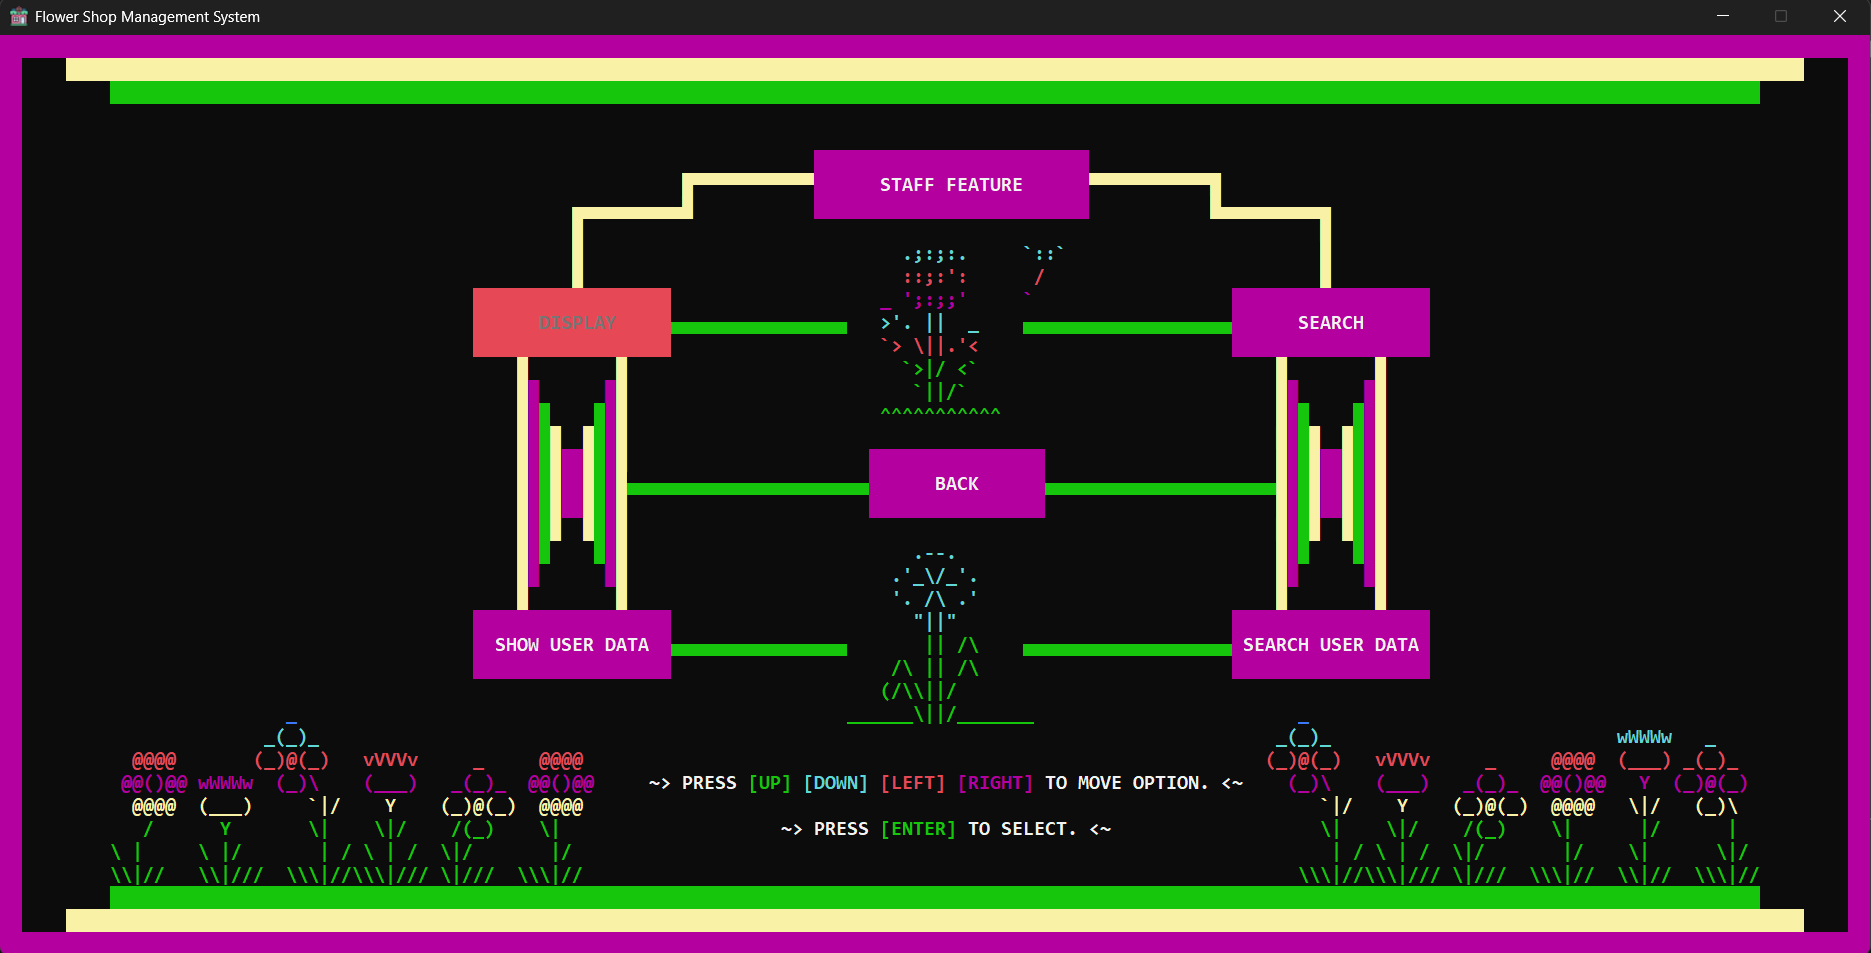 Flower Shop Management System
STAFF FEATURE
DISPLAY
SEARCH
BACK
SHOW USER DATA
SEARCH USER DATA
~> PRESS [UP] [DOWN] [LEFT] [RIGHT] TO MOVE OPTION. <~
~> PRESS [ENTER] TO SELECT. <~